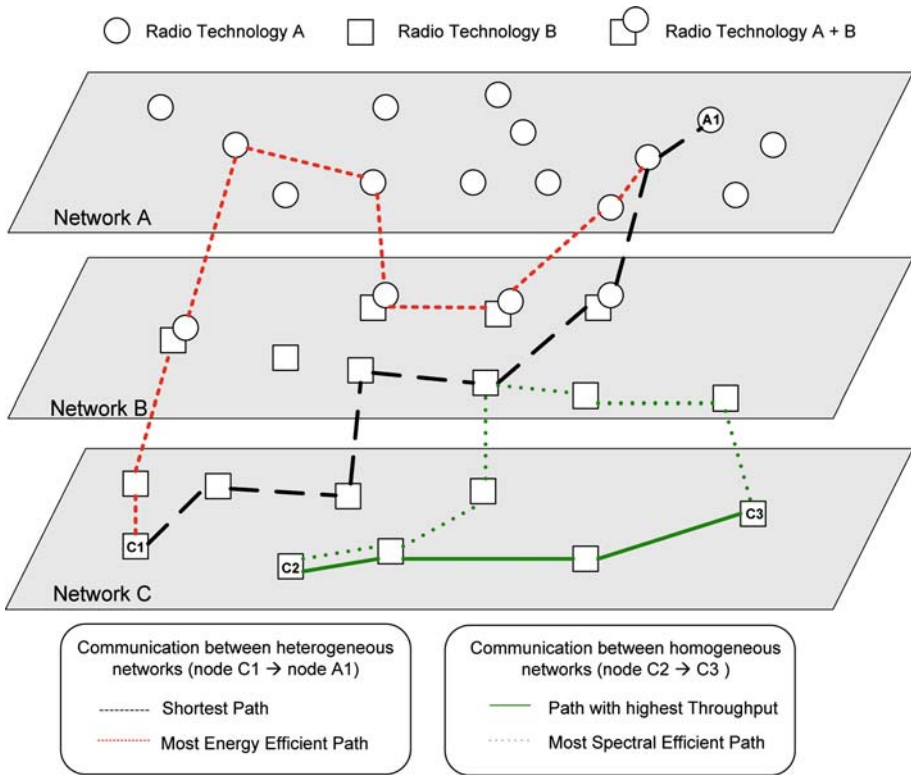 Radio Technology A
Radio Technology B
Radio Technology A + B
A1
Network A
Network B
C1
C2
C3
Network C
Communication between heterogeneous
networks (node C1 → node A1)
Shortest Path
Most Energy Efficient Path
Communication between homogeneous
networks (node C2 → C3 )
Path with highest Throughput
Most Spectral Efficient Path